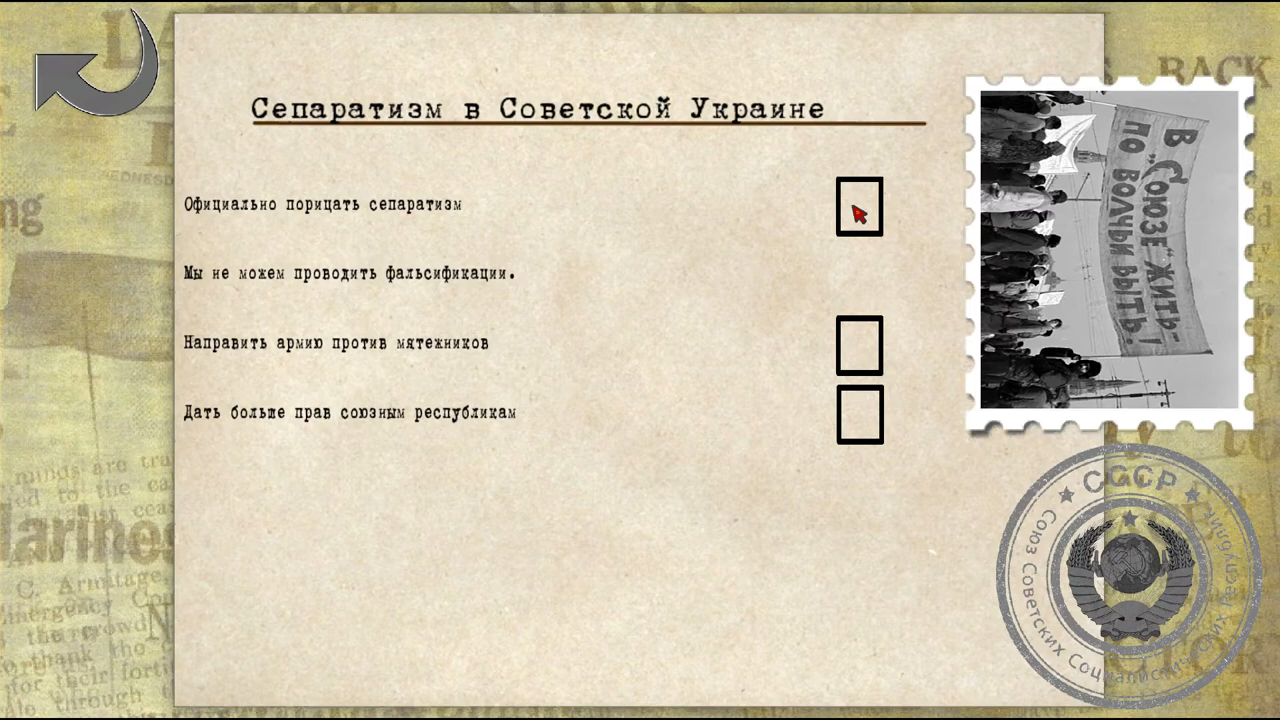 Сепаратизм в Советской Украине
Официально порицать сепаратизм
Мы не можем проводить фальсификации.
Направить армию против мятежников
Дать больше прав союзным республикам
В "СОЮЗЕ" ЖИТЬ-
ПО ВОЛЧЬИ ВЫТЬ!
СССР
Союз Советских Социалистических Республик
BACK